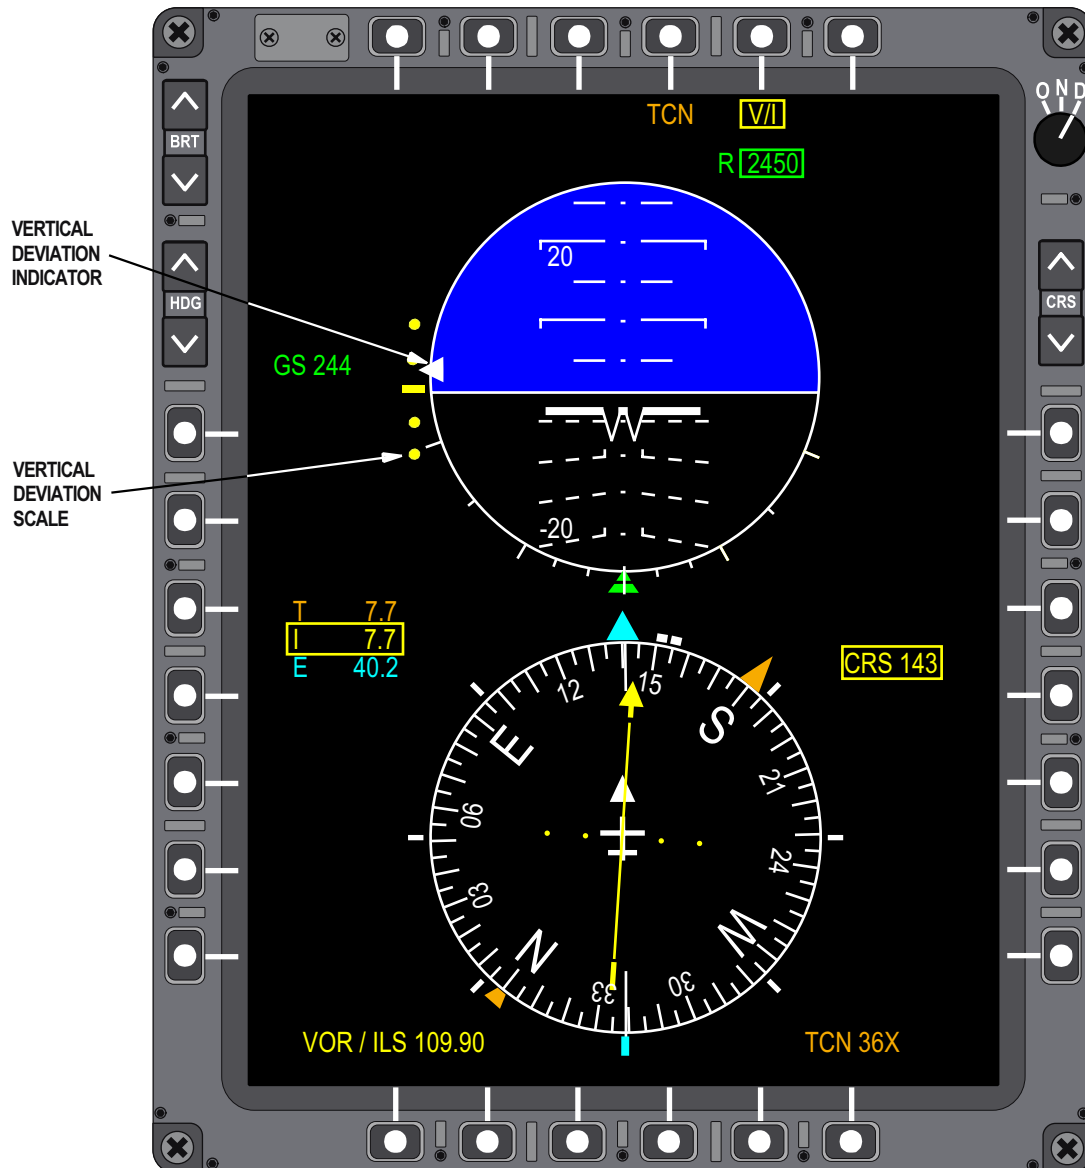 O N D
TCN V/I
BRT
R 2450
VERTICAL
DEVIATION
INDICATOR
20
HDG
CRS
GS 244
VERTICAL
DEVIATION
SCALE
-20
T 7.7
I 7.7
E 40.2
CRS 143
12 15
E S
21
06
24
03
N W
33 30
VOR / ILS 109.90
TCN 36X